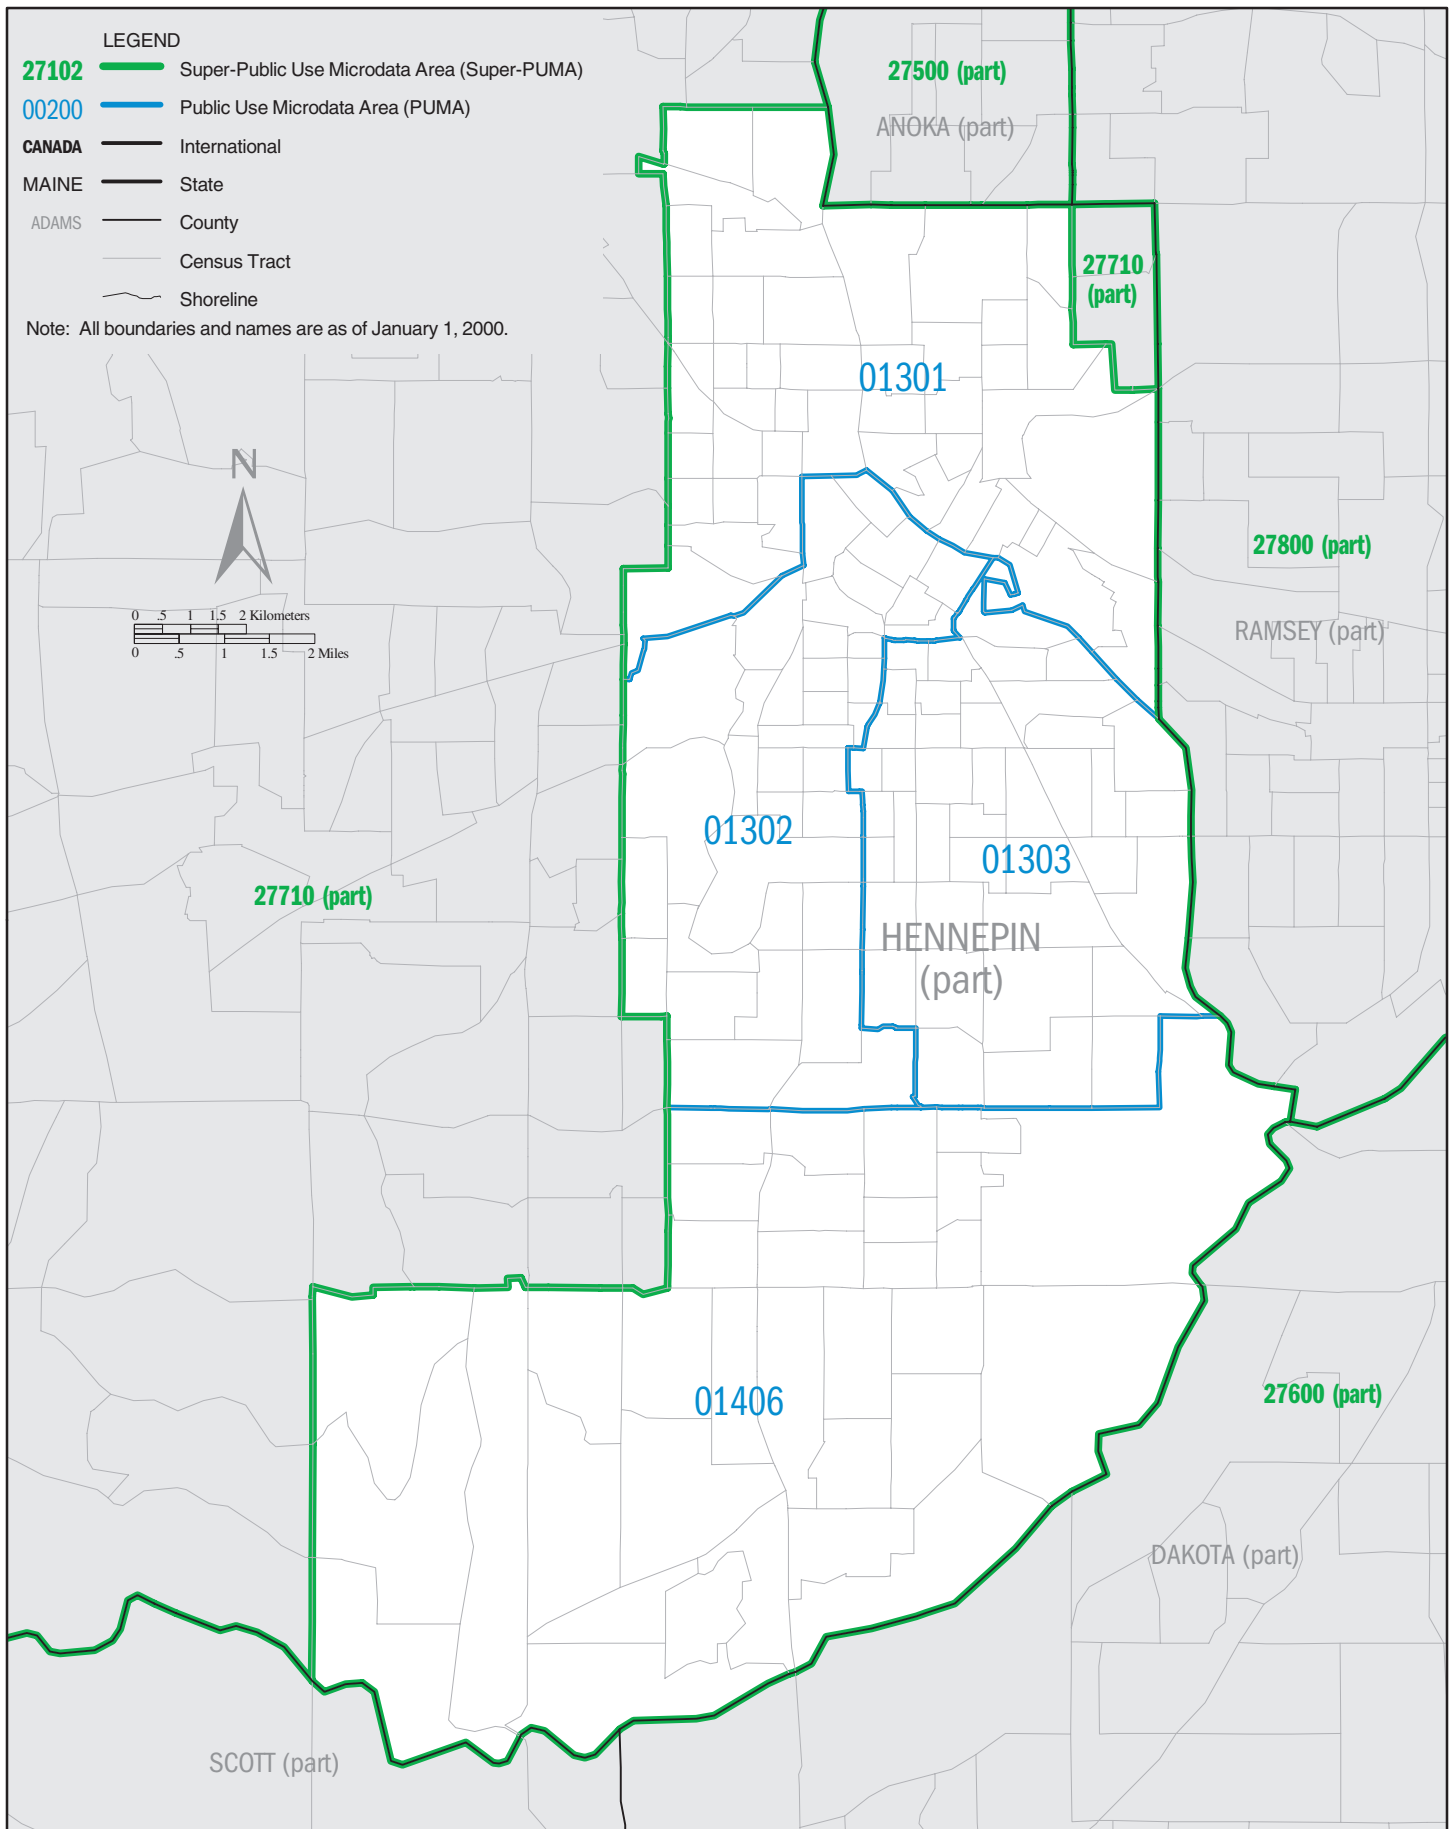 LEGEND
27102 Super-Public Use Microdata Area (Super-PUMA)
00200 Public Use Microdata Area (PUMA)
CANADA International
MAINE State
ADAMS County
Census Tract
Shoreline
Note: All boundaries and names are as of January 1, 2000.
27500 (part)
ANOKA (part)
27710
(part)
01301
N
27800 (part)
0 .5 1 1.5 2 Kilometers
0 .5 1 1.5 2 Miles
RAMSEY (part)
01302
01303
27710 (part)
HENNEPIN
(part)
01406
27600 (part)
DAKOTA (part)
SCOTT (part)